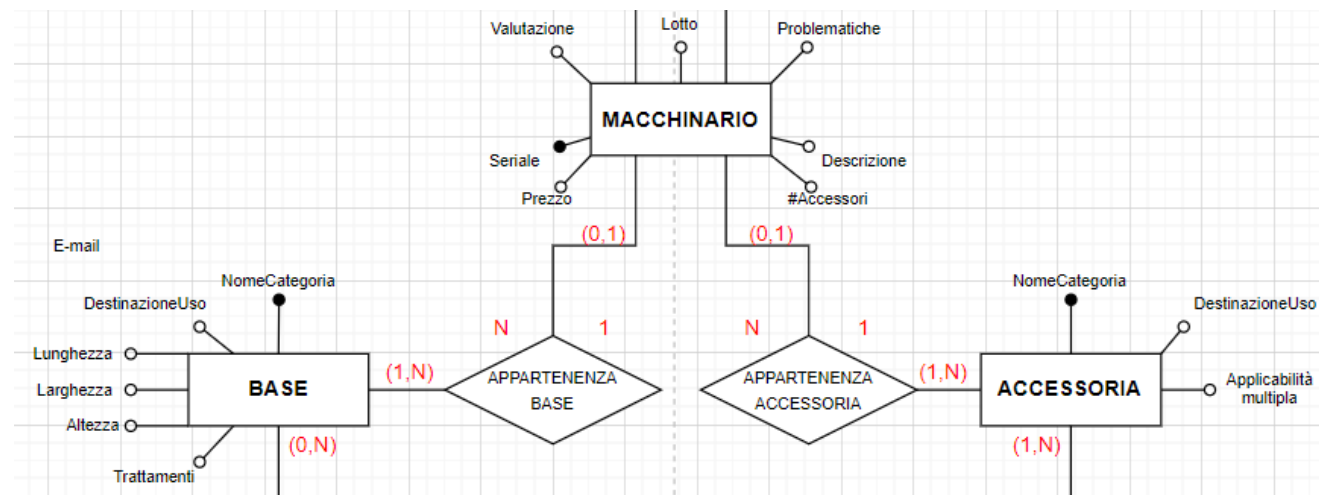 Valutazione
Lotto
Problematiche
MACCHINARIO
Seriale
Descrizione
Prezzo
#Accessori
(0,1)
(0,1)
E-mail
NomeCategoria
NomeCategoria
DestinazioneUso
DestinazioneUso
N
1
N
1
Lunghezza
(1,N)
APPARTENENZA
BASE
APPARTENENZA
ACCESSORIA
(1,N)
BASE
ACCESSORIA
Applicabilità
multipla
Larghezza
Altezza
(0,N)
(1,N)
Trattamenti